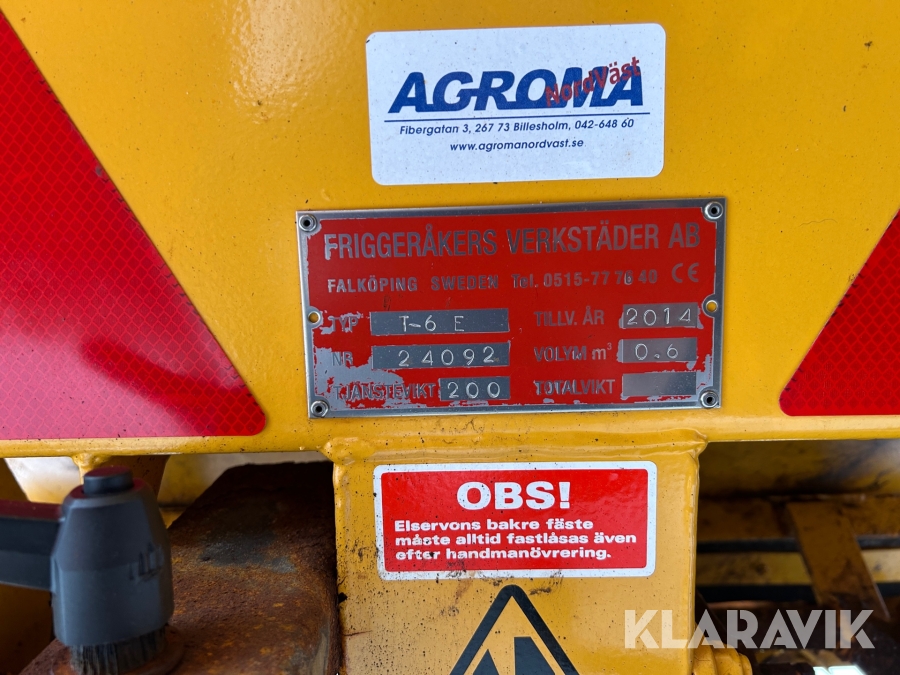 AGROMA
NordVäst
Fibergatan 3, 267 73 Billesholm, 042-648 60
www.agromanordvast.se
FRIGGERÅKERS VERKSTÄDER AB
FALKÖPING SWEDEN Tel. 0515-77 70 40 CE
TYP T-6 E TILLV. ÅR 2014
NR 24092 VOLYM m³ 0.6
TJÄNSTEVIKT 200 TOTALVIKT
OBS!
Elservons bakre fäste
måste alltid fastlåsas även
efter handmanövrering.
KLARAVIK